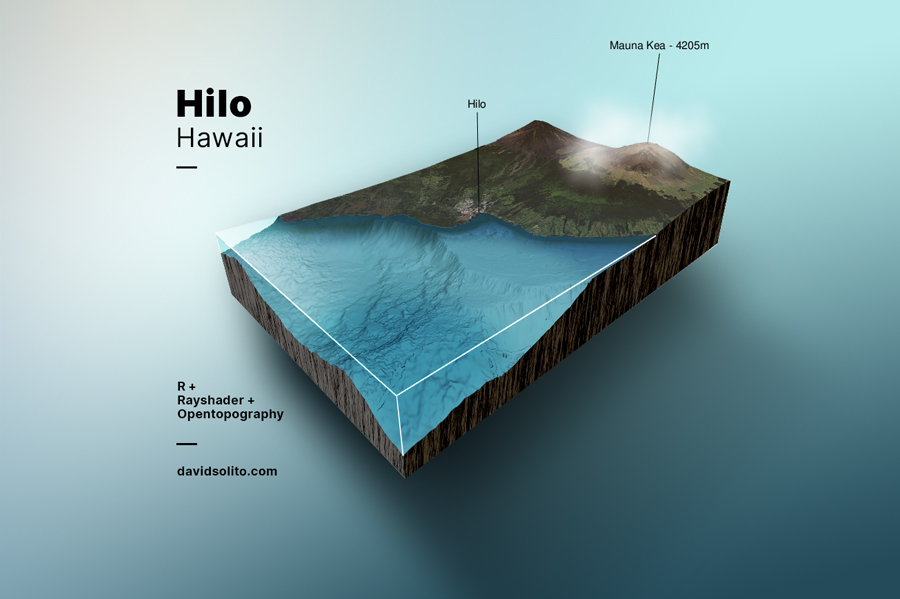 Mauna Kea - 4205m
Hilo
Hilo
Hawaii
R +
Rayshader +
Opentopography
davidsolito.com